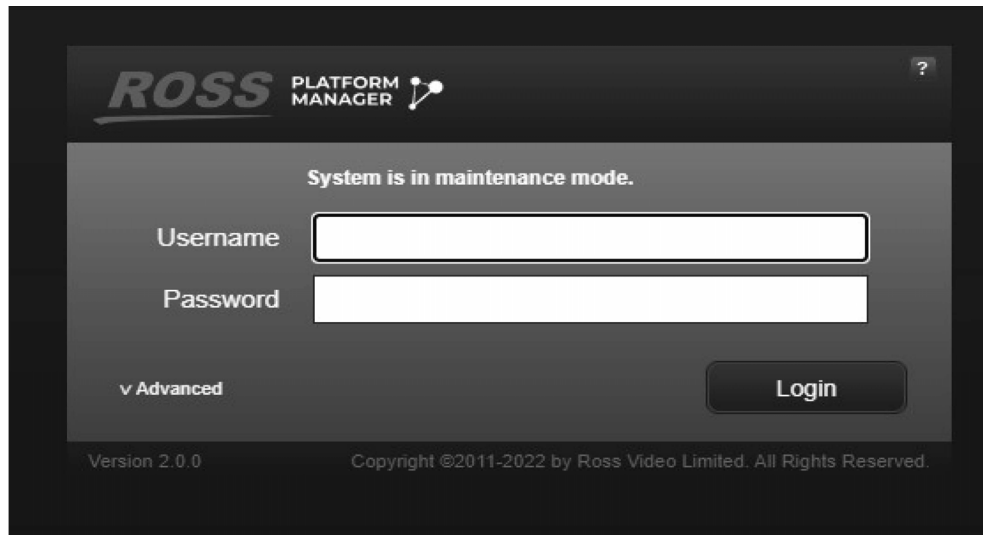 ROSS PLATFORM MANAGER
?
System is in maintenance mode.
Username
Password
v Advanced
Login
Version 2.0.0
Copyright ©2011-2022 by Ross Video Limited. All Rights Reserved.